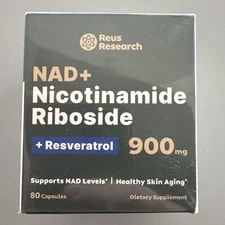 Reus
Research
NAD+
Nicotinamide
Riboside
+ Resveratrol 900mg
Supports NAD Levels* | Healthy Skin Aging*
80 Capsules Dietary Supplement